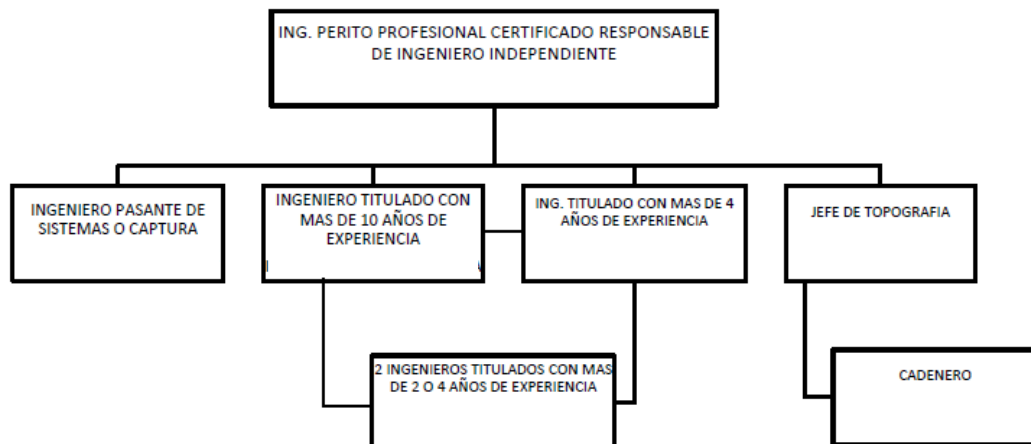 ING. PERITO PROFESIONAL CERTIFICADO RESPONSABLE
DE INGENIERO INDEPENDIENTE
INGENIERO PASANTE DE
SISTEMAS O CAPTURA
INGENIERO TITULADO CON
MAS DE 10 AÑOS DE
EXPERIENCIA
ING. TITULADO CON MAS DE 4
AÑOS DE EXPERIENCIA
JEFE DE TOPOGRAFIA
2 INGENIEROS TITULADOS CON MAS
DE 2 O 4 AÑOS DE EXPERIENCIA
CADENERO